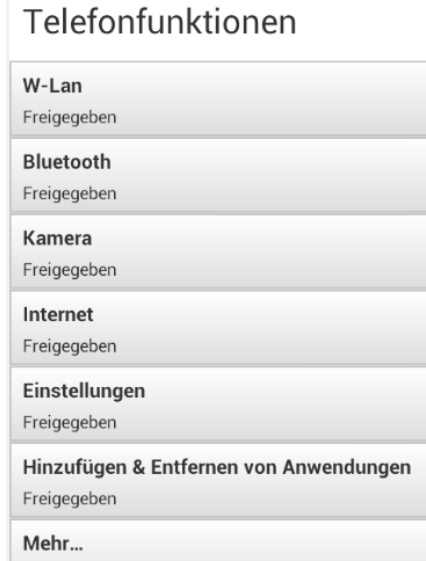 Telefonfunktionen
W-Lan
Freigegeben
Bluetooth
Freigegeben
Kamera
Freigegeben
Internet
Freigegeben
Einstellungen
Freigegeben
Hinzufügen & Entfernen von Anwendungen
Freigegeben
Mehr...